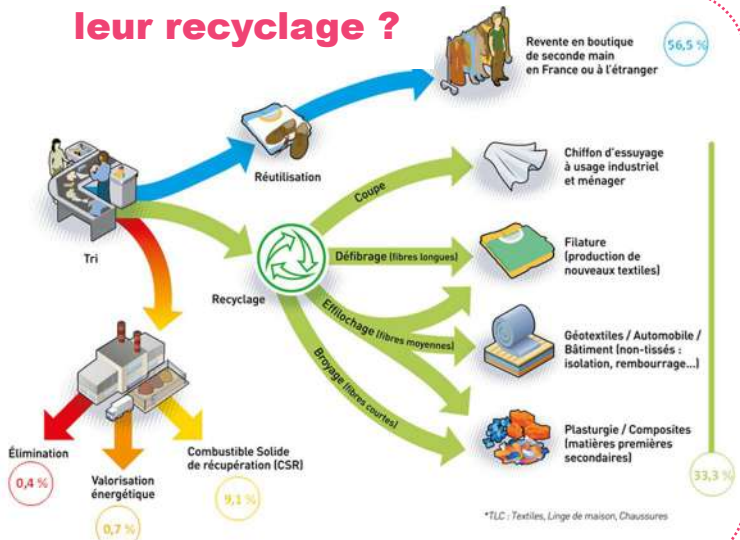 leur recyclage ?
Revente en boutique
de seconde main
en France ou à l'étranger
56,5 %
Réutilisation
Tri
Recyclage
Coupe
Chiffon d'essuyage
à usage industriel
et ménager
Défibrage (fibres longues)
Filature
(production de
nouveaux textiles)
Effilochage (fibres moyennes)
Géotextiles / Automobile /
Bâtiment (non-tissés :
isolation, rembourrage...)
Broyage (fibres courtes)
Plasturgie / Composites
(matières premières
secondaires)
33,3 %
Élimination
0,4 %
Valorisation
énergétique
0,7 %
Combustible Solide
de récupération (CSR)
9,1 %
*TLC : Textiles, Linge de maison, Chaussures